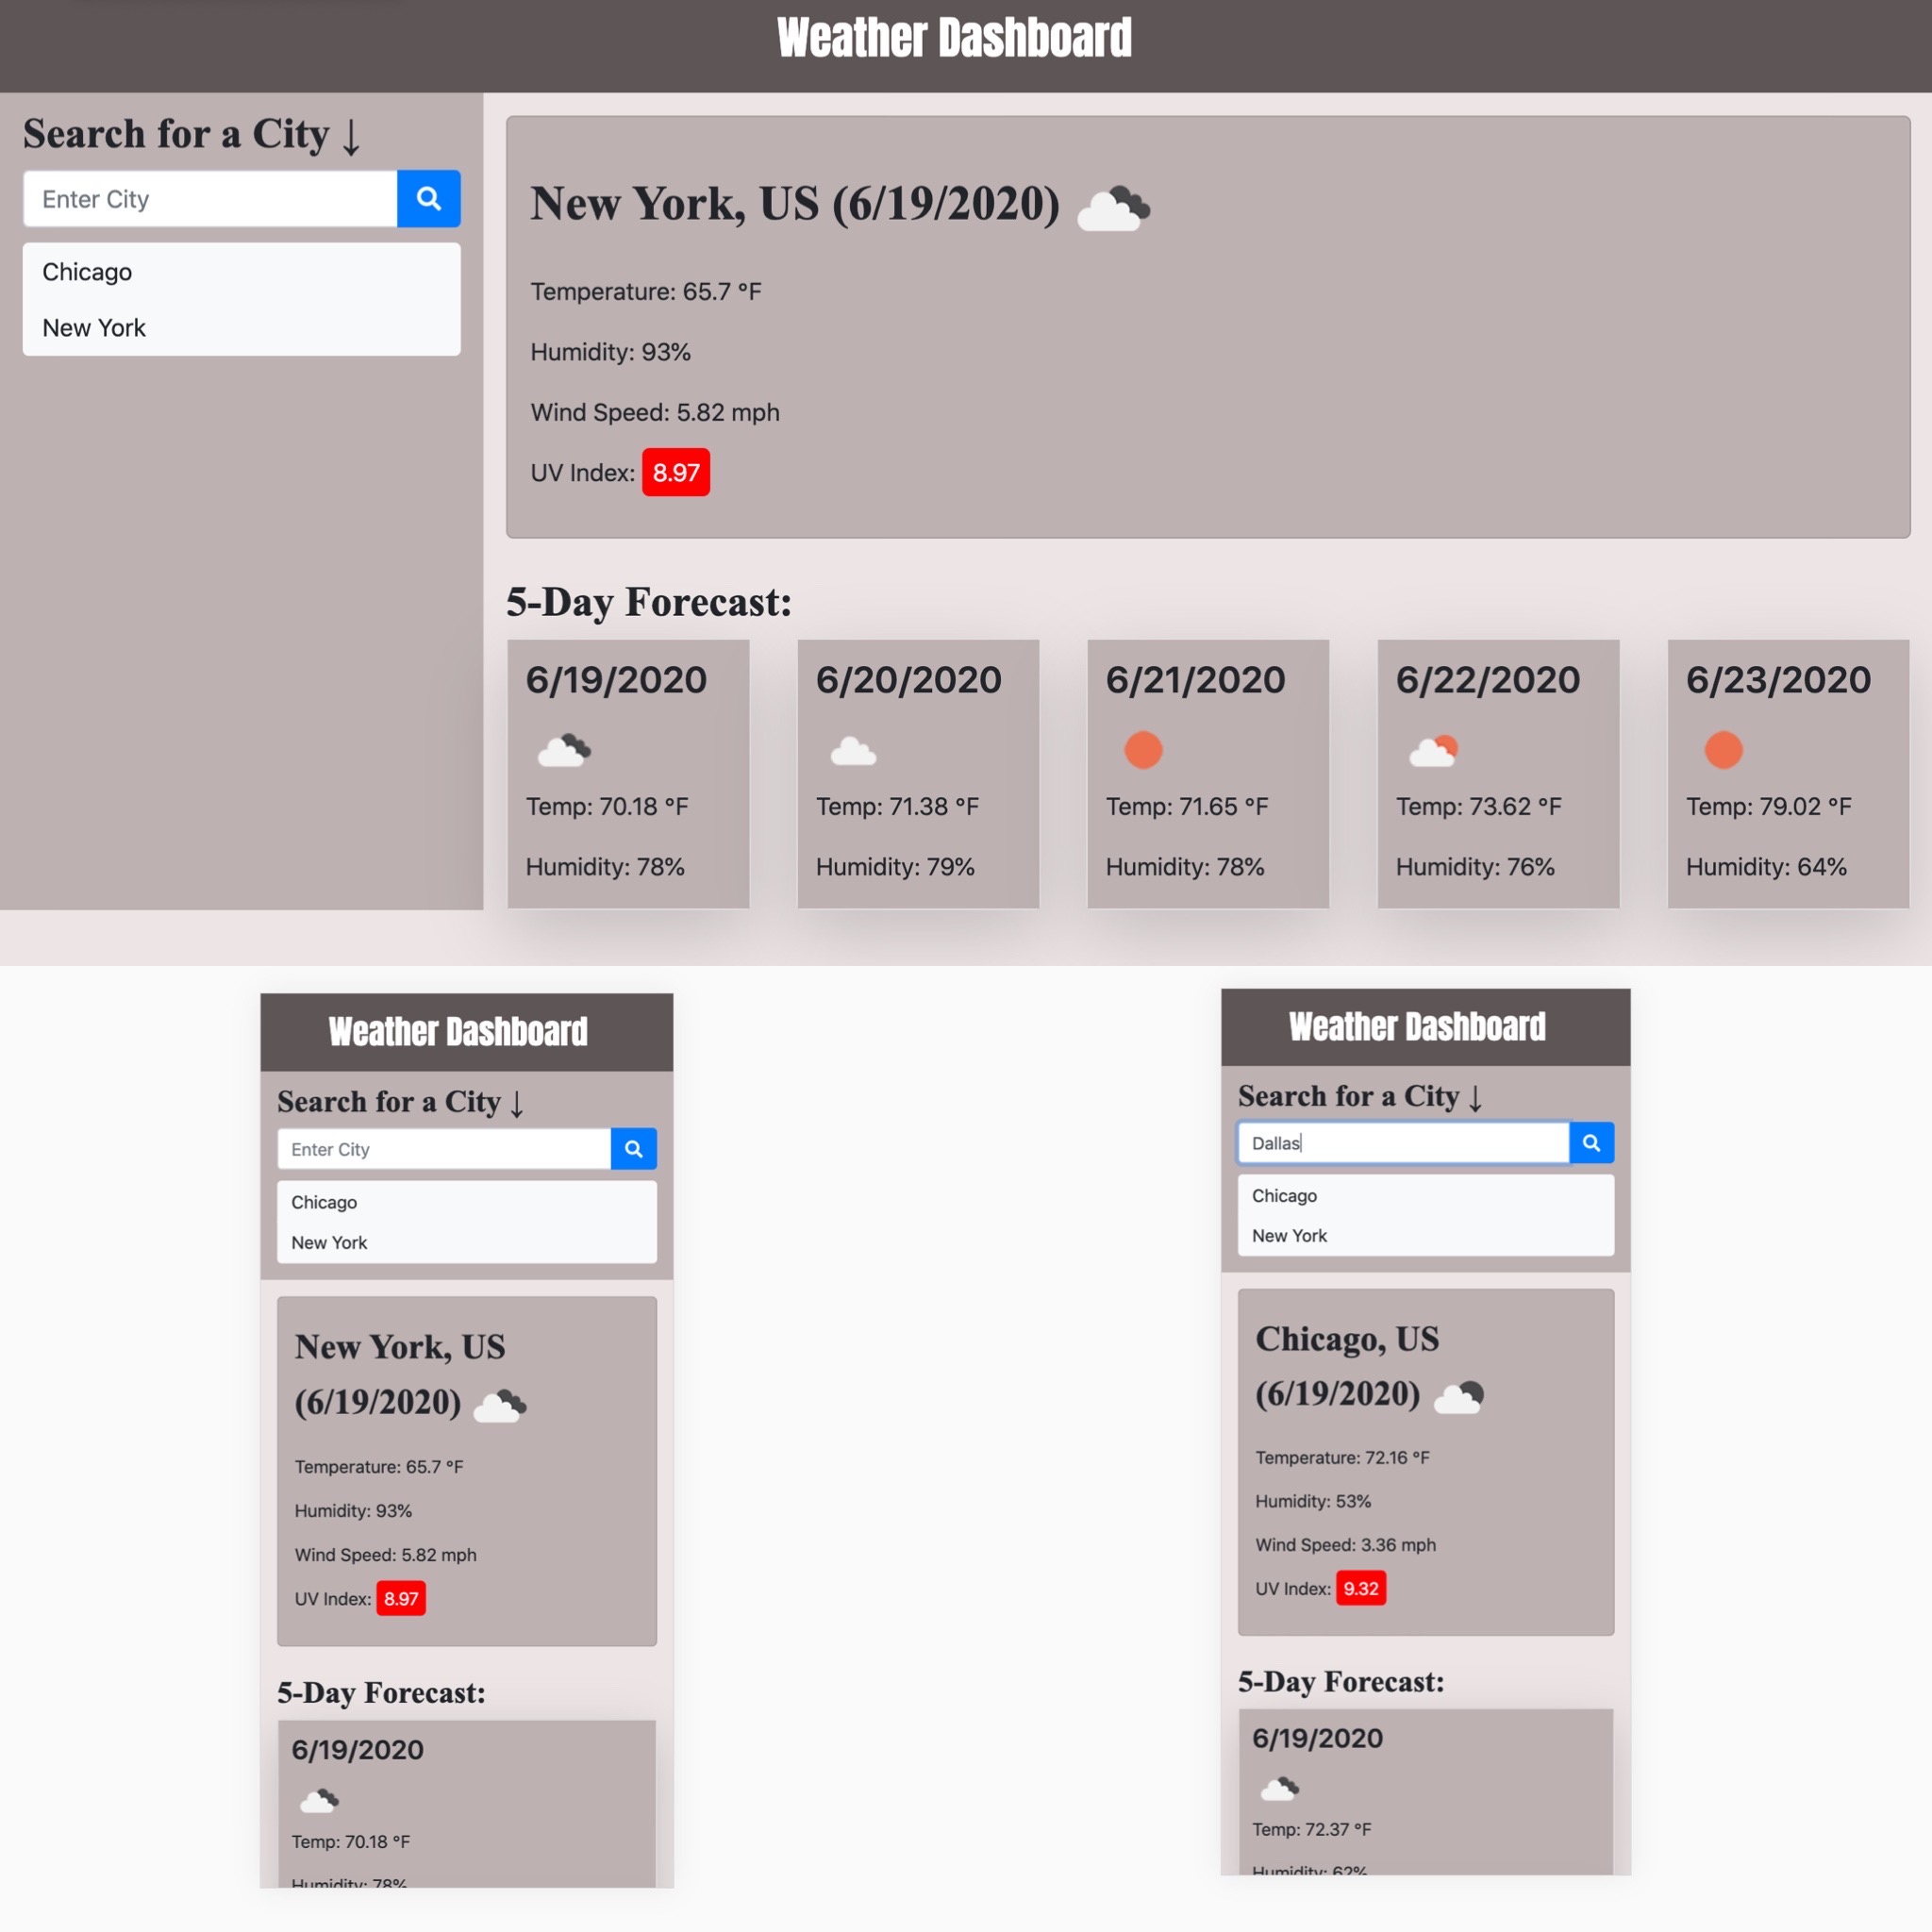 Weather Dashboard
Search for a City ↓
Enter City
Chicago
New York
New York, US (6/19/2020)
Temperature: 65.7 °F
Humidity: 93%
Wind Speed: 5.82 mph
UV Index: 8.97
5-Day Forecast:
6/19/2020
Temp: 70.18 °F
Humidity: 78%
6/20/2020
Temp: 71.38 °F
Humidity: 79%
6/21/2020
Temp: 71.65 °F
Humidity: 78%
6/22/2020
Temp: 73.62 °F
Humidity: 76%
6/23/2020
Temp: 79.02 °F
Humidity: 64%
Weather Dashboard
Search for a City ↓
Enter City
Chicago
New York
New York, US
(6/19/2020)
Temperature: 65.7 °F
Humidity: 93%
Wind Speed: 5.82 mph
UV Index: 8.97
5-Day Forecast:
6/19/2020
Temp: 70.18 °F
Humidity: 78%
Weather Dashboard
Search for a City ↓
Dallas
Chicago
New York
Chicago, US
(6/19/2020)
Temperature: 72.16 °F
Humidity: 53%
Wind Speed: 3.36 mph
UV Index: 9.32
5-Day Forecast:
6/19/2020
Temp: 72.37 °F
Humidity: 62%